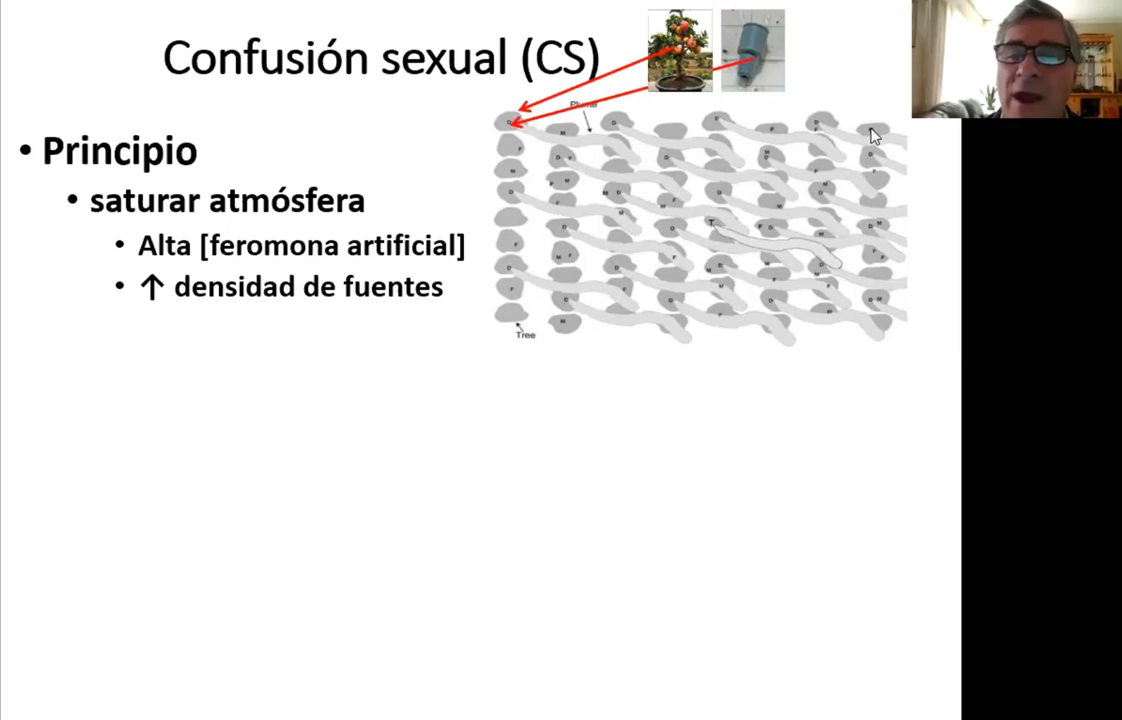 Confusión sexual (CS)
Plume
• Principio
• saturar atmósfera
• Alta [feromona artificial]
• ↑ densidad de fuentes
Tree